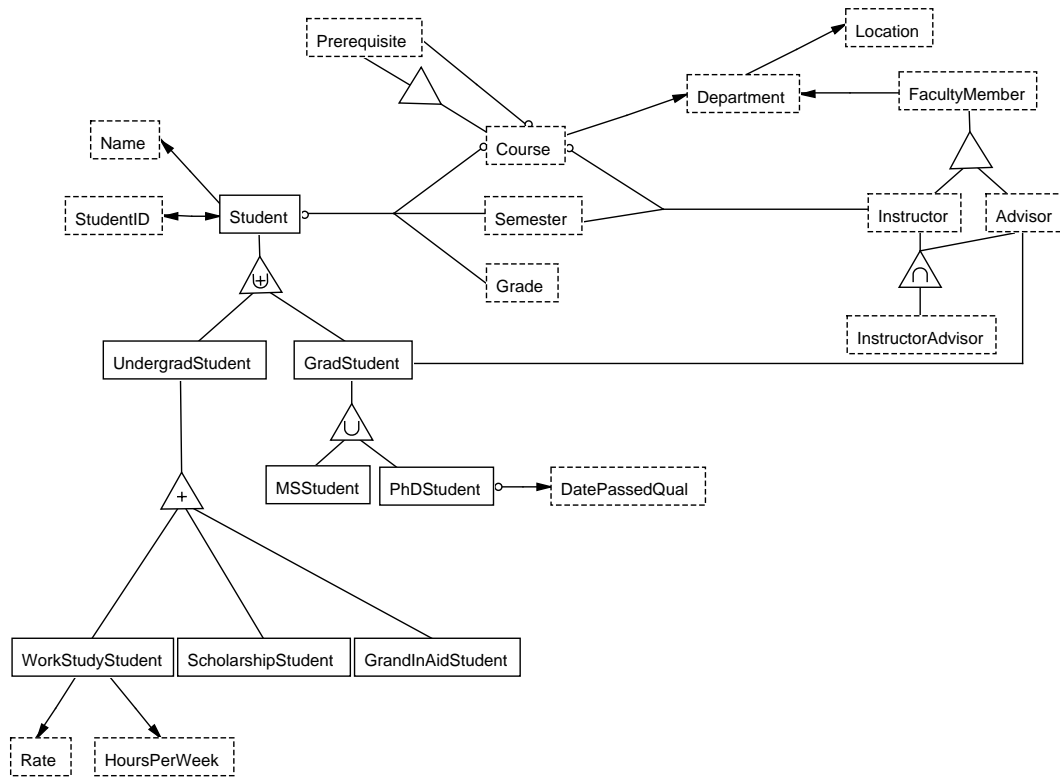 Location
Prerequisite
Department
FacultyMember
Name
Course
StudentID
Student
Semester
Instructor
Advisor
Grade
InstructorAdvisor
UndergradStudent
GradStudent
MSStudent
PhDStudent
DatePassedQual
+
WorkStudyStudent
ScholarshipStudent
GrandInAidStudent
Rate
HoursPerWeek